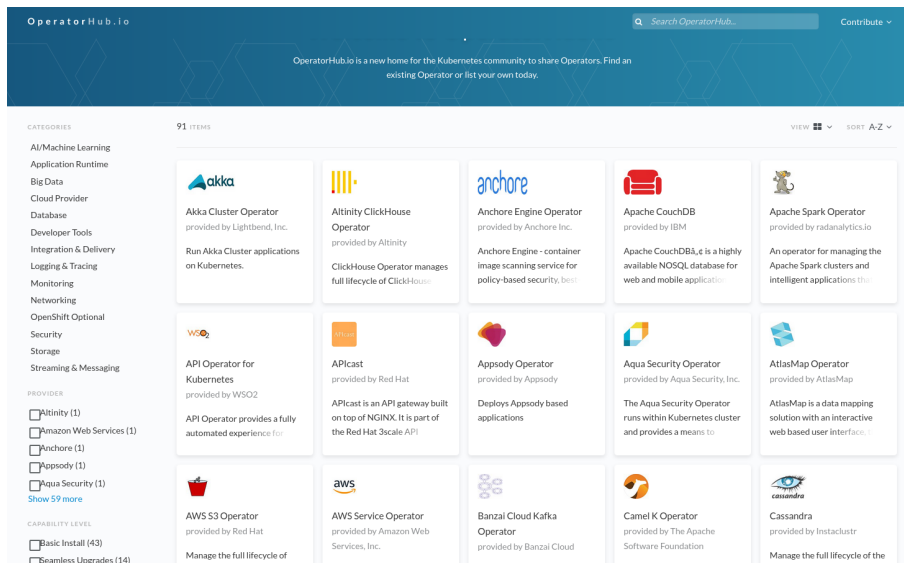 OperatorHub.io
Search OperatorHub...
Contribute
OperatorHub.io is a new home for the Kubernetes community to share Operators. Find an
existing Operator or list your own today.
CATEGORIES
AI/Machine Learning
Application Runtime
Big Data
Cloud Provider
Database
Developer Tools
Integration & Delivery
Logging & Tracing
Monitoring
Networking
OpenShift Optional
Security
Storage
Streaming & Messaging
PROVIDER
Altinity (1)
Amazon Web Services (1)
Anchore (1)
Appsody (1)
Aqua Security (1)
Show 59 more
CAPABILITY LEVEL
Basic Install (43)
Seamless Upgrades (14)
91 ITEMS
VIEW
SORT A-Z
akka
Akka Cluster Operator
provided by Lightbend, Inc.
Run Akka Cluster applications
on Kubernetes.
Altinity ClickHouse
Operator
provided by Altinity
ClickHouse Operator manages
full lifecycle of ClickHouse
anchore
Anchore Engine Operator
provided by Anchore Inc.
Anchore Engine - container
image scanning service for
policy-based security, best
Apache CouchDB
provided by IBM
Apache CouchDBâ„¢ is a highly
available NOSQL database for
web and mobile application
Apache Spark Operator
provided by radanalytics.io
An operator for managing the
Apache Spark clusters and
intelligent applications tha
WSO2
API Operator for
Kubernetes
provided by WSO2
API Operator provides a fully
automated experience for
APIcast
APIcast
provided by Red Hat
APIcast is an API gateway built
on top of NGINX. It is part of
the Red Hat 3scale API
Appsody Operator
provided by Appsody
Deploys Appsody based
applications
Aqua Security Operator
provided by Aqua Security, Inc.
The Aqua Security Operator
runs within Kubernetes cluster
and provides a means to
AtlasMap Operator
provided by AtlasMap
AtlasMap is a data mapping
solution with an interactive
web based user interface,
AWS S3 Operator
provided by Red Hat
Manage the full lifecycle of
aws
AWS Service Operator
provided by Amazon Web
Services, Inc.
Banzai Cloud Kafka
Operator
provided by Banzai Cloud
Camel K Operator
provided by The Apache
Software Foundation
cassandra
Cassandra
provided by Instaclustr
Manage the full lifecycle of the